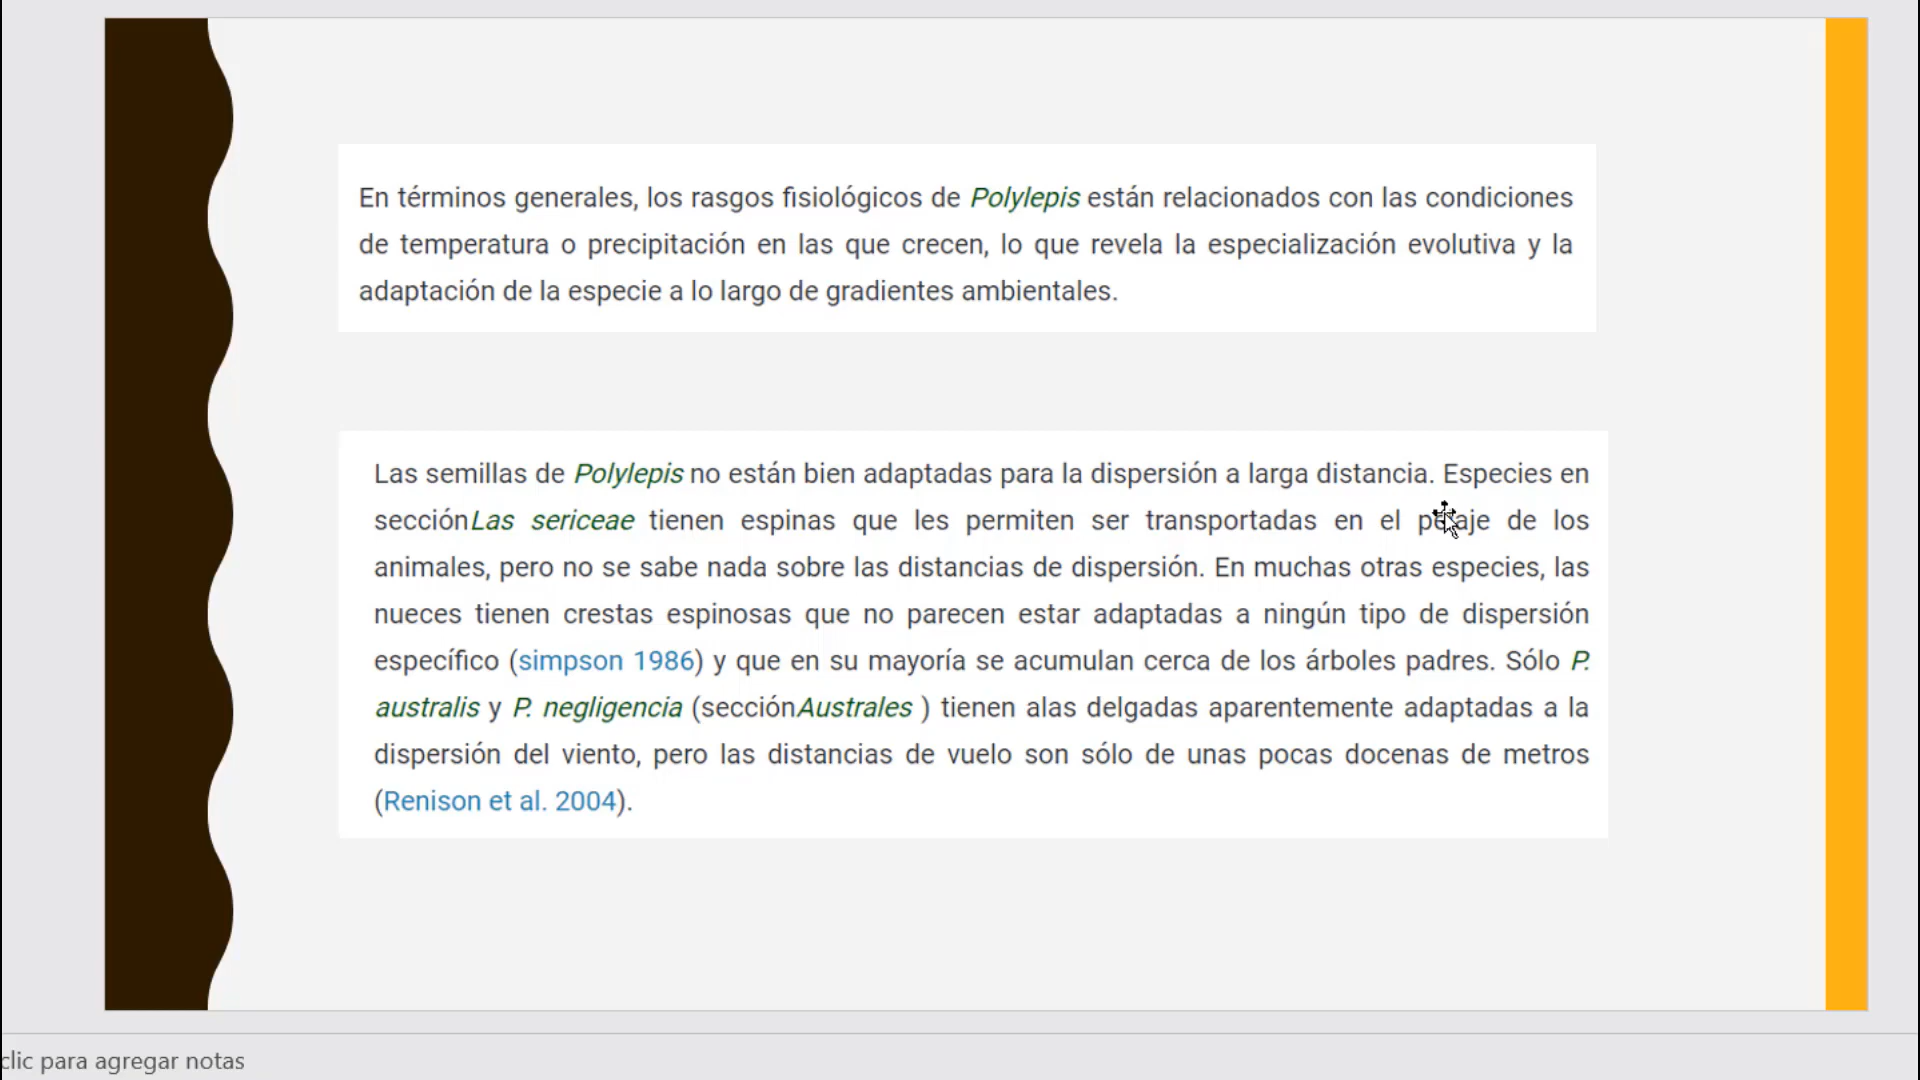 En términos generales, los rasgos fisiológicos de Polylepis están relacionados con las condiciones
de temperatura o precipitación en las que crecen, lo que revela la especialización evolutiva y la
adaptación de la especie a lo largo de gradientes ambientales.
Las semillas de Polylepis no están bien adaptadas para la dispersión a larga distancia. Especies en
secciónLas sericeae tienen espinas que les permiten ser transportadas en el pelaje de los
animales, pero no se sabe nada sobre las distancias de dispersión. En muchas otras especies, las
nueces tienen crestas espinosas que no parecen estar adaptadas a ningún tipo de dispersión
específico (simpson 1986) y que en su mayoría se acumulan cerca de los árboles padres. Sólo P.
australis y P. negligencia (secciónAustrales ) tienen alas delgadas aparentemente adaptadas a la
dispersión del viento, pero las distancias de vuelo son sólo de unas pocas docenas de metros
(Renison et al. 2004).
clic para agregar notas